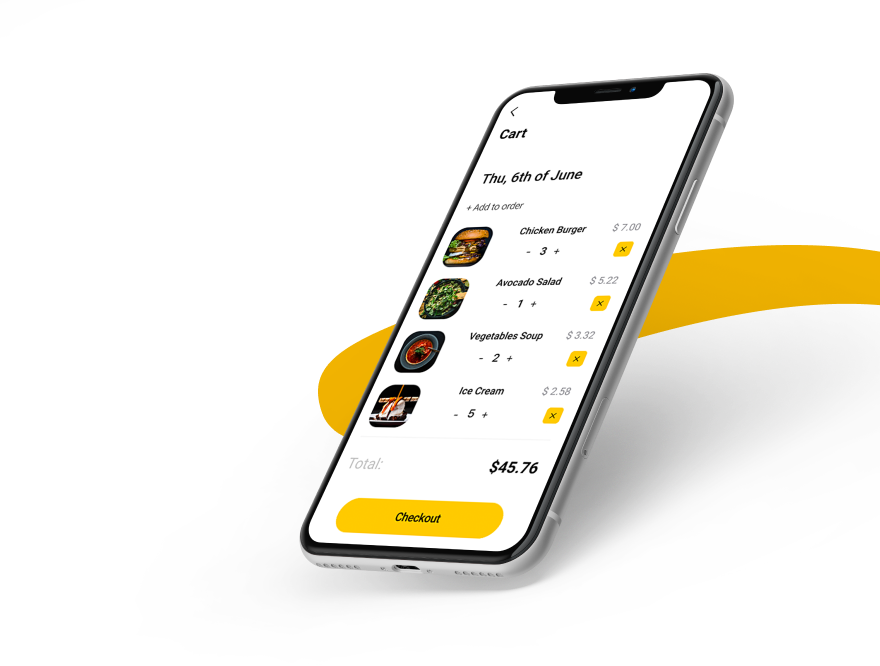 Cart
Thu, 6th of June
+ Add to order
Chicken Burger $ 7.00
- 3 +
Avocado Salad $ 5.22
- 1 +
Vegetables Soup $ 3.32
- 2 +
Ice Cream $ 2.58
- 5 +
Total: $45.76
Checkout